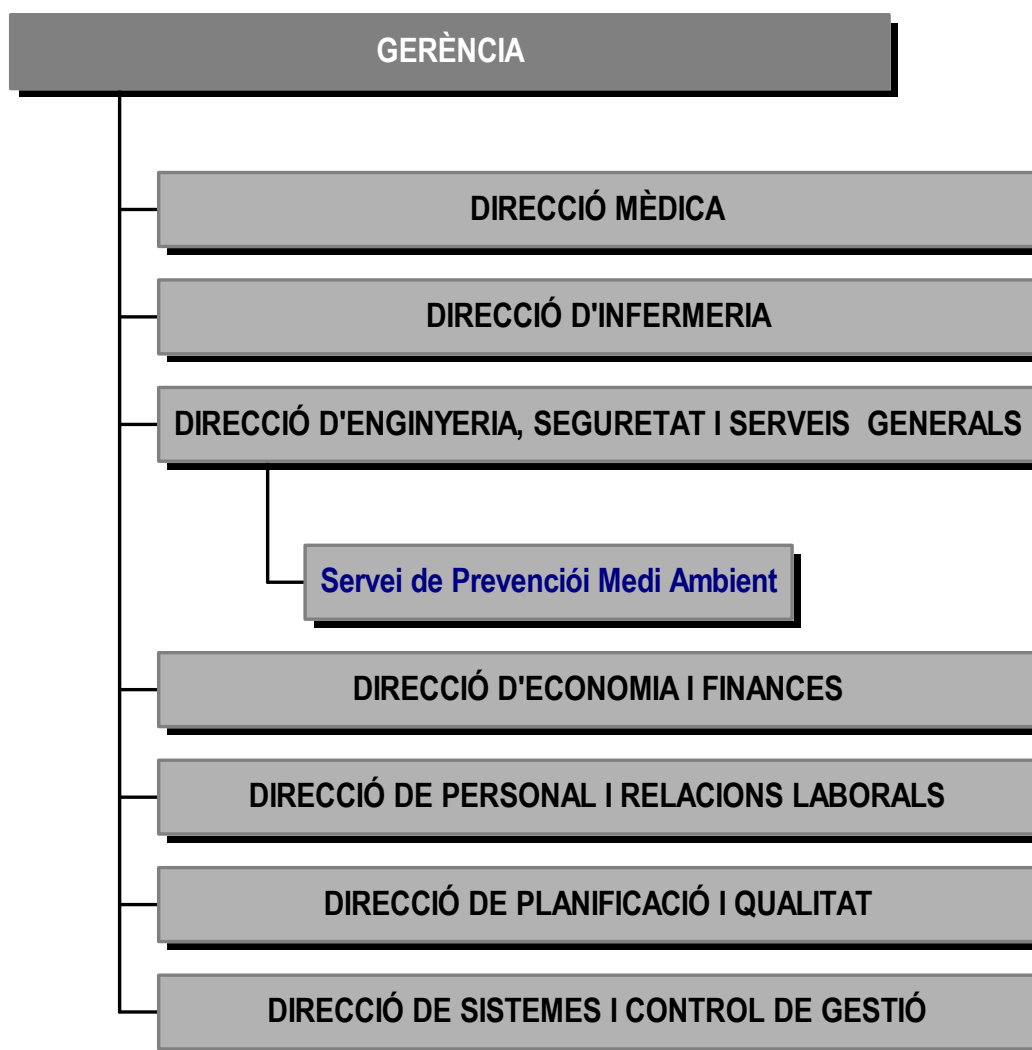 GERÈNCIA
DIRECCIÓ MÈDICA
DIRECCIÓ D'INFERMERIA
DIRECCIÓ D'ENGINYERIA, SEGURETAT I SERVEIS GENERALS
Servei de Prevenciói Medi Ambient
DIRECCIÓ D'ECONOMIA I FINANCES
DIRECCIÓ DE PERSONAL I RELACIONS LABORALS
DIRECCIÓ DE PLANIFICACIÓ I QUALITAT
DIRECCIÓ DE SISTEMES I CONTROL DE GESTIÓ